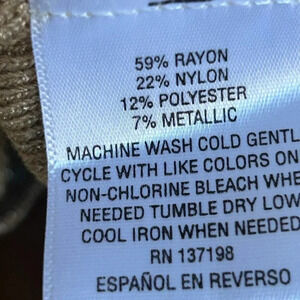 59% RAYON
22% NYLON
12% POLYESTER
7% METALLIC
MACHINE WASH COLD GENTL
CYCLE WITH LIKE COLORS ON
NON-CHLORINE BLEACH WHE
NEEDED TUMBLE DRY LOW
COOL IRON WHEN NEEDED
RN 137198
ESPAÑOL EN REVERSO